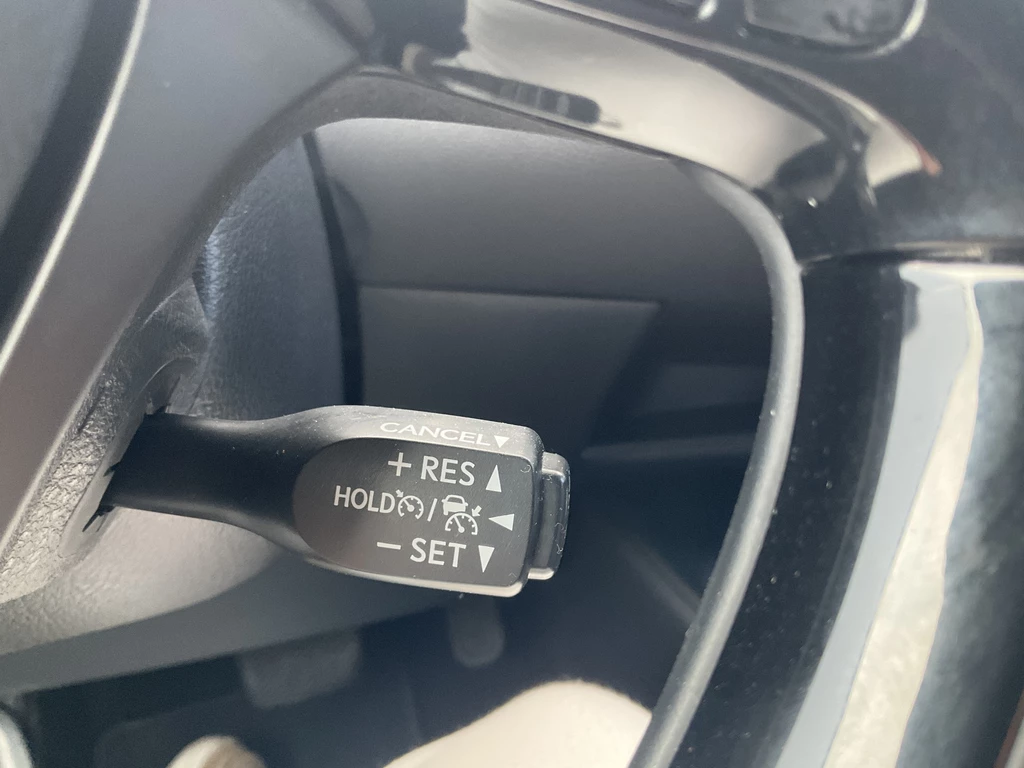 CANCEL▼
+ RES ▲
HOLD / ◀
− SET ▼